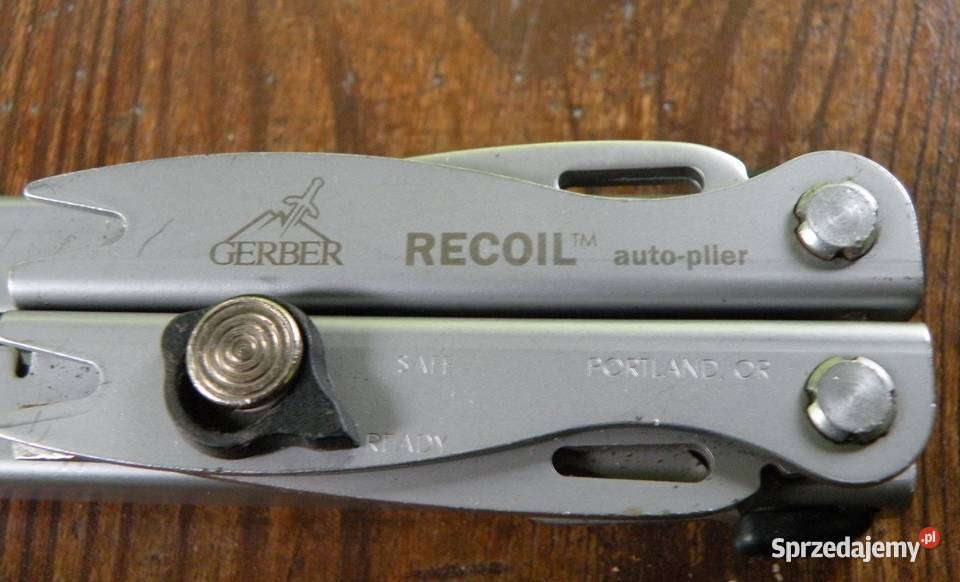 GERBER RECOIL™ auto-plier
SAFE PORTLAND, OR
READY
Sprzedajemy.pl